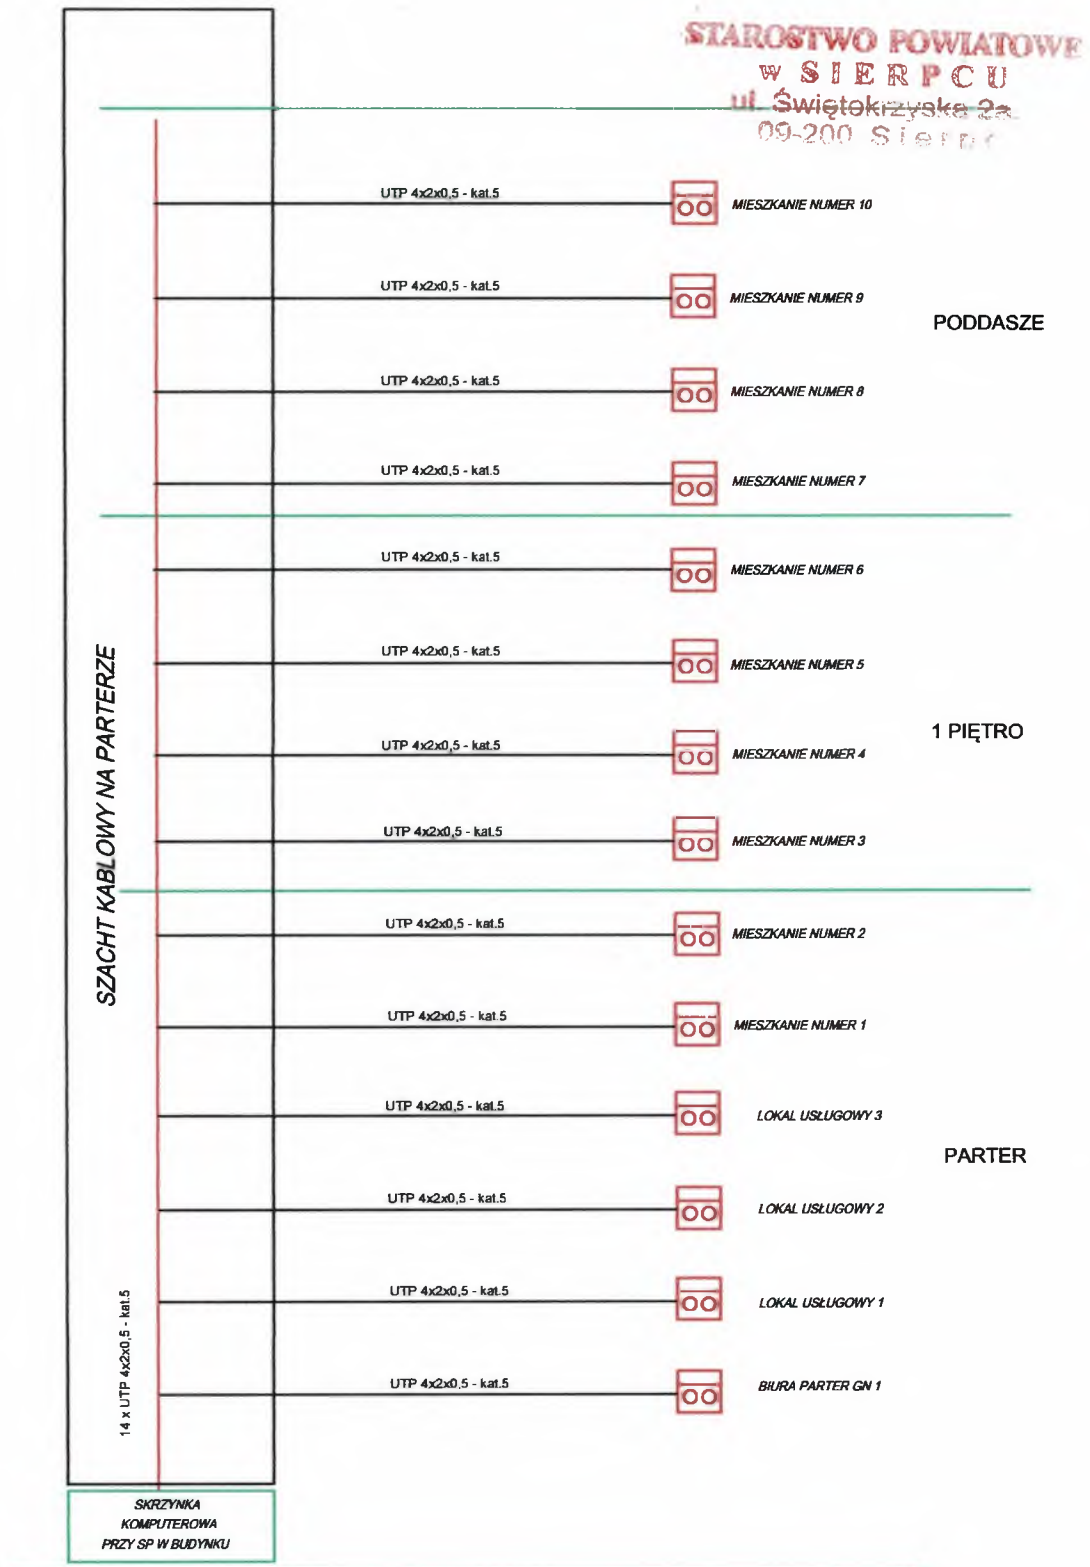 STAROSTWO POWIATOWE
w SIERPCU
ul. Świętokrzyska 2a
09-200
UTP 4x2x0,5 - kat.5
MIESZKANIE NUMER 10
UTP 4x2x0,5 - kat.5
MIESZKANIE NUMER 9
PODDASZE
UTP 4x2x0,5 - kat.5
MIESZKANIE NUMER 8
UTP 4x2x0,5 - kat.5
MIESZKANIE NUMER 7
UTP 4x2x0,5 - kat.5
MIESZKANIE NUMER 6
UTP 4x2x0,5 - kat.5
MIESZKANIE NUMER 5
1 PIĘTRO
UTP 4x2x0,5 - kat.5
MIESZKANIE NUMER 4
UTP 4x2x0,5 - kat.5
MIESZKANIE NUMER 3
SZACHT KABLOWY NA PARTERZE
UTP 4x2x0,5 - kat.5
MIESZKANIE NUMER 2
UTP 4x2x0,5 - kat.5
MIESZKANIE NUMER 1
UTP 4x2x0,5 - kat.5
LOKAL USŁUGOWY 3
PARTER
UTP 4x2x0,5 - kat.5
LOKAL USŁUGOWY 2
UTP 4x2x0,5 - kat.5
LOKAL USŁUGOWY 1
UTP 4x2x0,5 - kat.5
BIURA PARTER GN 1
14 x UTP 4x2x0,5 - kat.5
SKRZYNKA
KOMPUTEROWA
PRZY SP W BUDYNKU